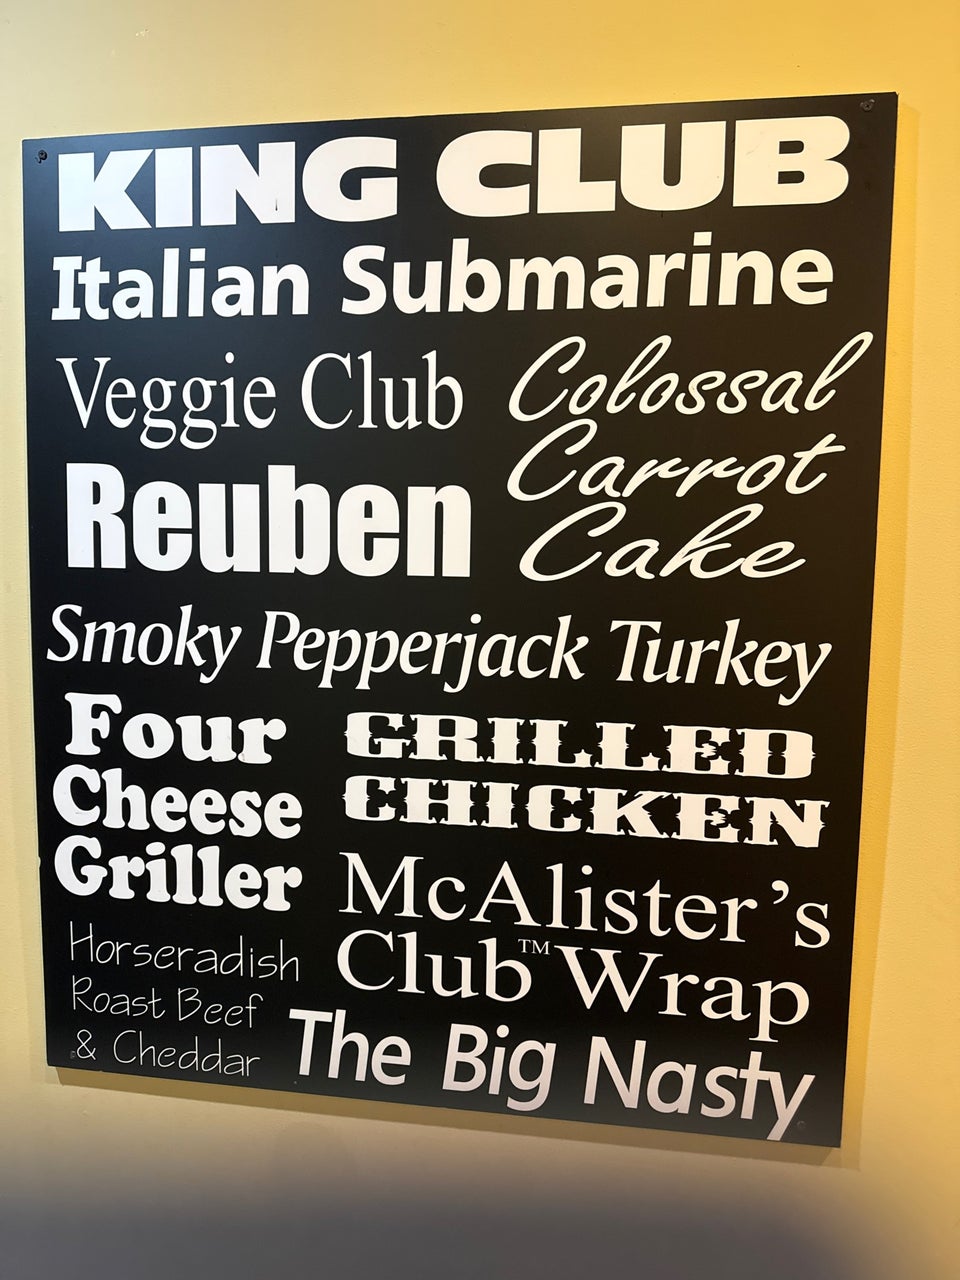 KING CLUB
Italian Submarine
Veggie Club
Colossal
Carrot
Cake
Reuben
Smoky Pepperjack Turkey
Four
Cheese
Griller
GRILLED
CHICKEN
McAlister's
Club™ Wrap
Horseradish
Roast Beef
& Cheddar
The Big Nasty